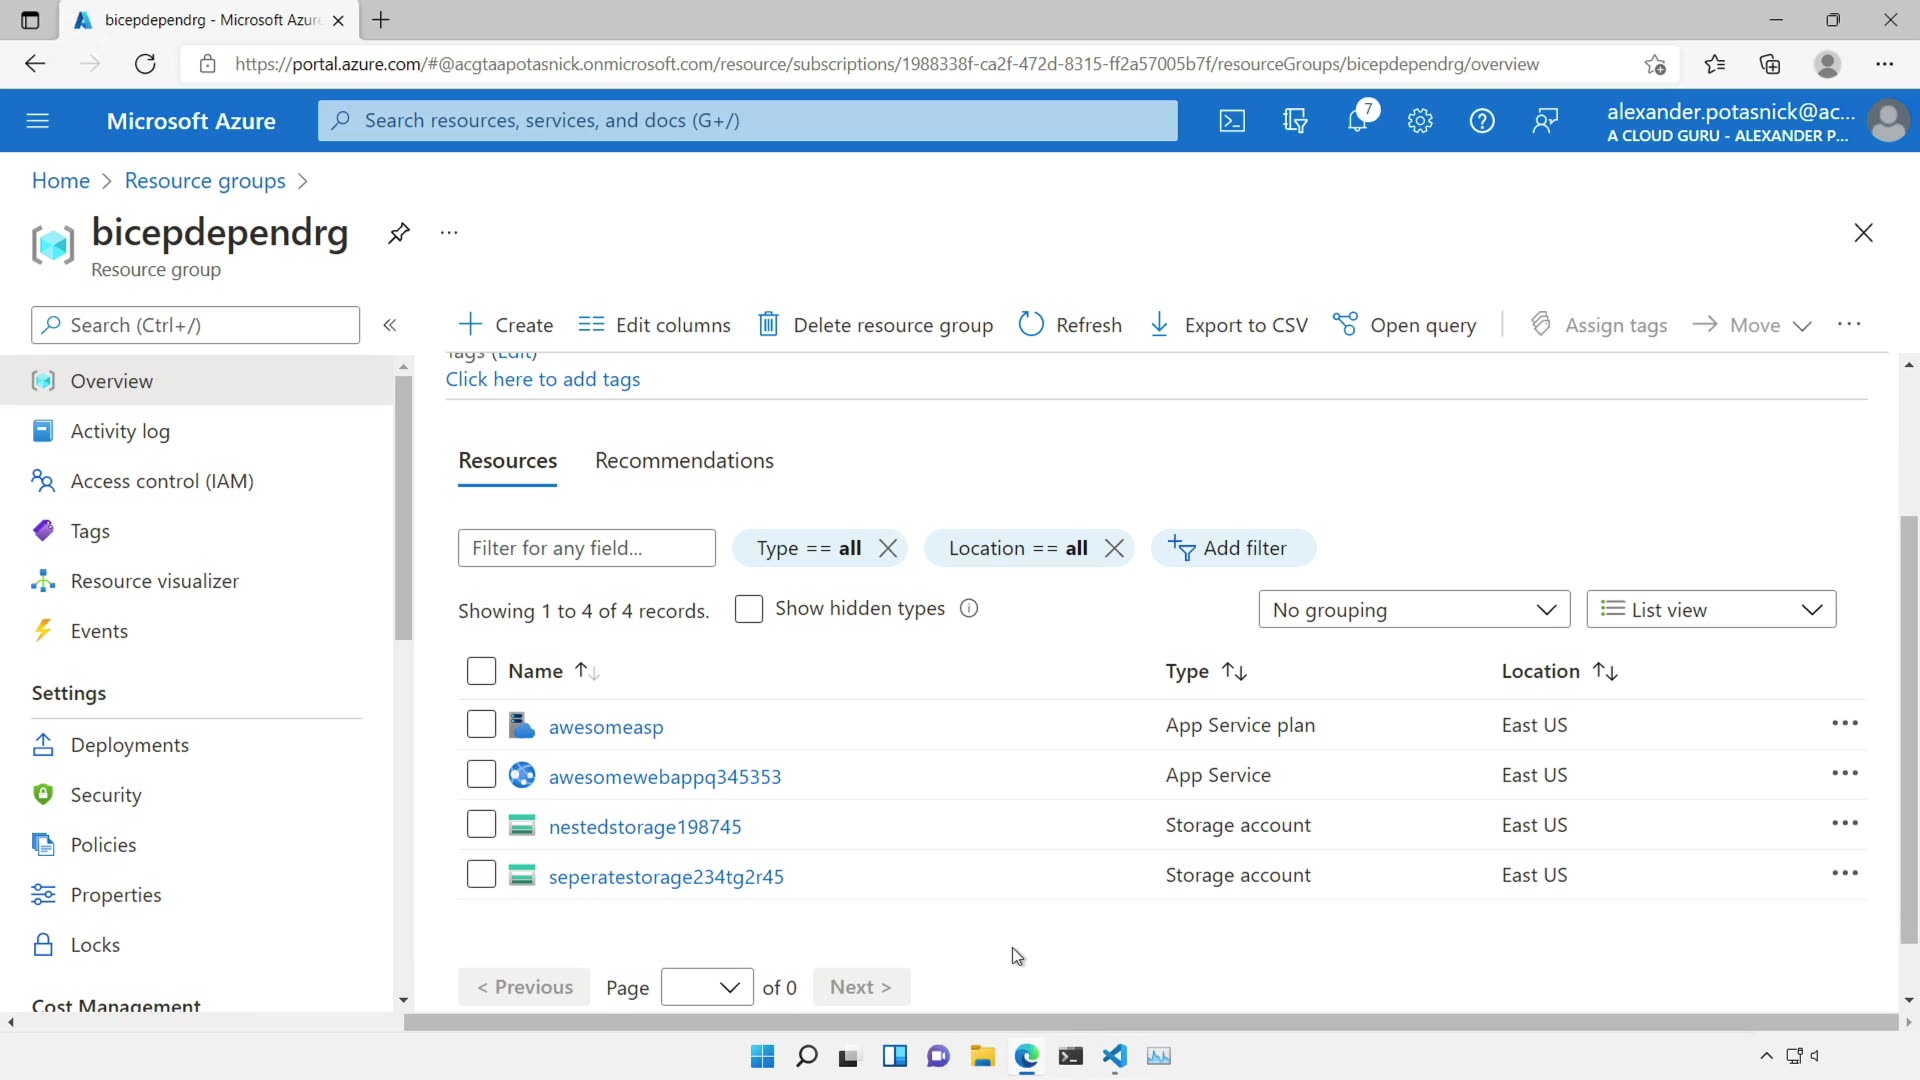 bicepdependrg - Microsoft Azure
https://portal.azure.com/#@acgtaapotasnick.onmicrosoft.com/resource/subscriptions/1988338f-ca2f-472d-8315-ff2a57005b7f/resourceGroups/bicepdependrg/overview
Microsoft Azure
Search resources, services, and docs (G+/)
7
alexander.potasnick@ac...
A CLOUD GURU - ALEXANDER P...
Home > Resource groups >
bicepdependrg
Resource group
Search (Ctrl+/)
Create
Edit columns
Delete resource group
Refresh
Export to CSV
Open query
Assign tags
Move
Overview
Activity log
Access control (IAM)
Tags
Resource visualizer
Events
Settings
Deployments
Security
Policies
Properties
Locks
Cost Management
Tags (Edit)
Click here to add tags
Resources Recommendations
Filter for any field...
Type == all
Location == all
Add filter
Showing 1 to 4 of 4 records.
Show hidden types
No grouping
List view
Name Type Location
awesomeasp App Service plan East US
awesomewebappq345353 App Service East US
nestedstorage198745 Storage account East US
seperatestorage234tg2r45 Storage account East US
< Previous Page of 0 Next >